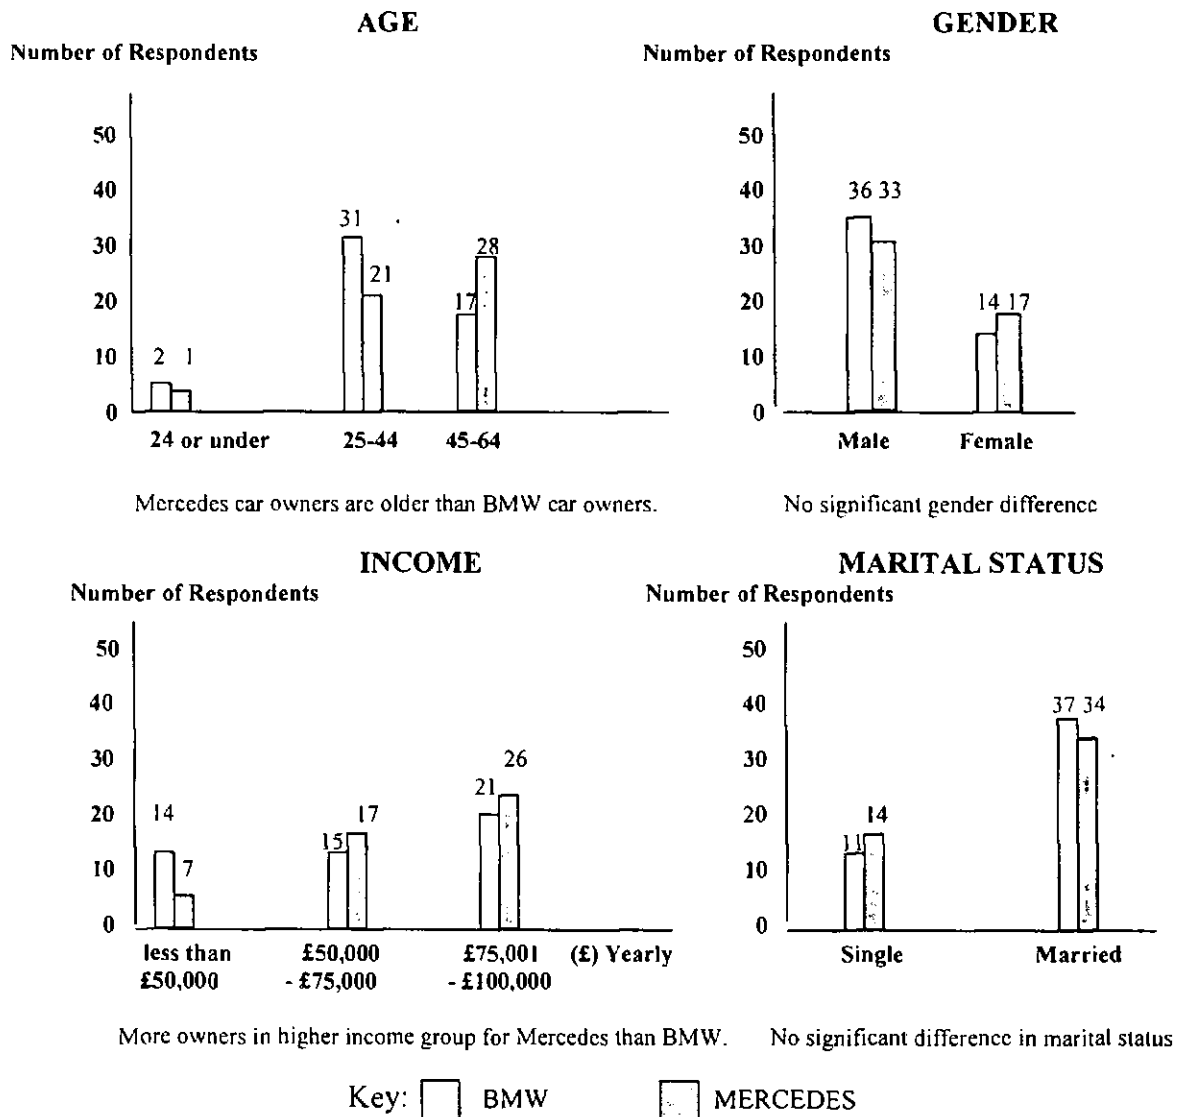 AGE
Number of Respondents
50
40
30
20
10
0
31
21
28
17
2 1
24 or under 25-44 45-64
Mercedes car owners are older than BMW car owners.
GENDER
Number of Respondents
50
40
30
20
10
0
36 33
14 17
Male Female
No significant gender difference
INCOME
Number of Respondents
50
40
30
20
10
0
14
7
15
17
21
26
less than £50,000 £75,001 (£) Yearly
£50,000 - £75,000 - £100,000
More owners in higher income group for Mercedes than BMW.
MARITAL STATUS
Number of Respondents
50
40
30
20
10
0
11
14
37 34
Single Married
No significant difference in marital status
Key: BMW MERCEDES